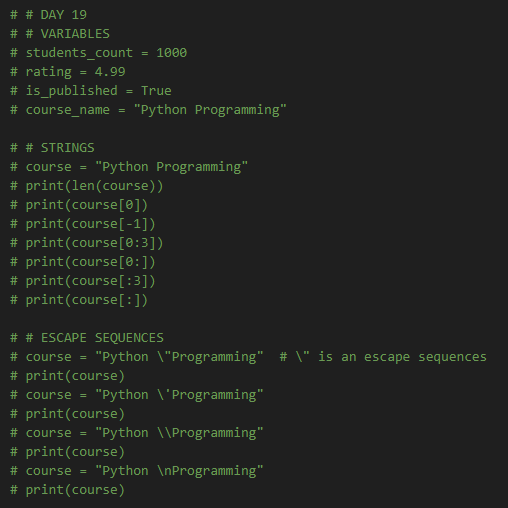 # # DAY 19
# # VARIABLES
# students_count = 1000
# rating = 4.99
# is_published = True
# course_name = "Python Programming"
# # STRINGS
# course = "Python Programming"
# print(len(course))
# print(course[0])
# print(course[-1])
# print(course[0:3])
# print(course[0:])
# print(course[:3])
# print(course[:])
# # ESCAPE SEQUENCES
# course = "Python \"Programming"  # \" is an escape sequences
# print(course)
# course = "Python \'Programming"
# print(course)
# course = "Python \\Programming"
# print(course)
# course = "Python \nProgramming"
# print(course)